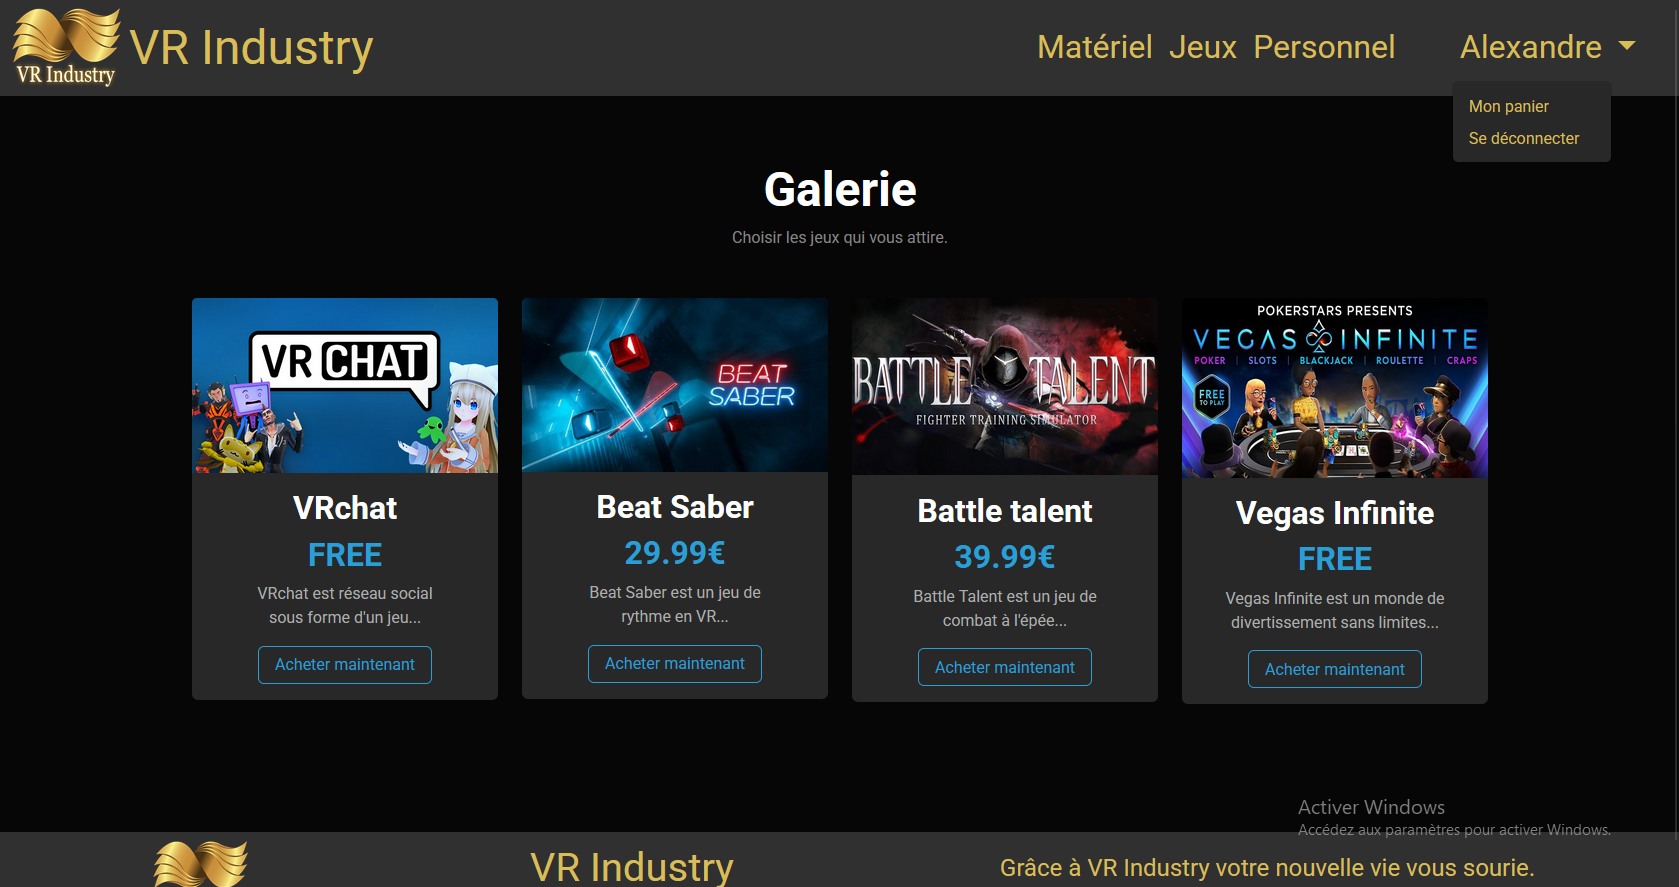 VR Industry
VR Industry
Matériel Jeux Personnel
Alexandre
Mon panier
Se déconnecter
Galerie
Choisir les jeux qui vous attire.
VR CHAT
VRchat
FREE
VRchat est réseau social
sous forme d'un jeu...
Acheter maintenant
BEAT
SABER
Beat Saber
29.99€
Beat Saber est un jeu de
rythme en VR...
Acheter maintenant
BATTLE TALENT
FIGHTER TRAINING SIMULATOR
Battle talent
39.99€
Battle Talent est un jeu de
combat à l'épée...
Acheter maintenant
POKERSTARS PRESENTS
VEGAS INFINITE
POKER | SLOTS | BLACKJACK | ROULETTE | CRAPS
FREE
TO PLAY
Vegas Infinite
FREE
Vegas Infinite est un monde de
divertissement sans limites...
Acheter maintenant
Activer Windows
Accédez aux paramètres pour activer Windows.
VR Industry
Grâce à VR Industry votre nouvelle vie vous sourie.